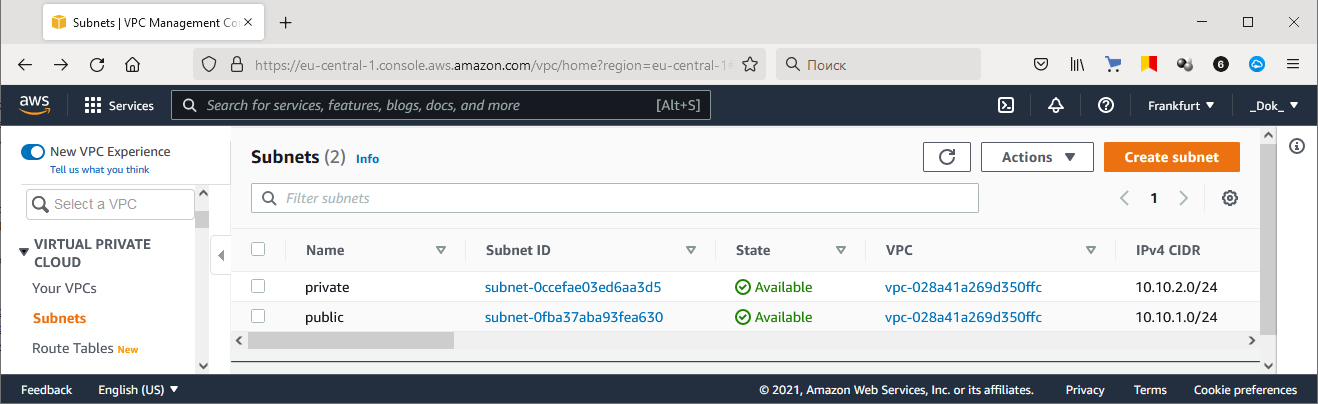 Subnets | VPC Management Co
https://eu-central-1.console.aws.amazon.com/vpc/home?region=eu-central-1#
Поиск
6
aws
Services
Search for services, features, blogs, docs, and more
[Alt+S]
Frankfurt
_Dok_
New VPC Experience
Tell us what you think
Select a VPC
VIRTUAL PRIVATE
CLOUD
Your VPCs
Subnets
Route Tables New
Subnets (2) Info
Actions
Create subnet
Filter subnets
1
Name Subnet ID State VPC IPv4 CIDR
private subnet-0ccefae03ed6aa3d5 Available vpc-028a41a269d350ffc 10.10.2.0/24
public subnet-0fba37aba93fea630 Available vpc-028a41a269d350ffc 10.10.1.0/24
Feedback English (US) © 2021, Amazon Web Services, Inc. or its affiliates. Privacy Terms Cookie preferences